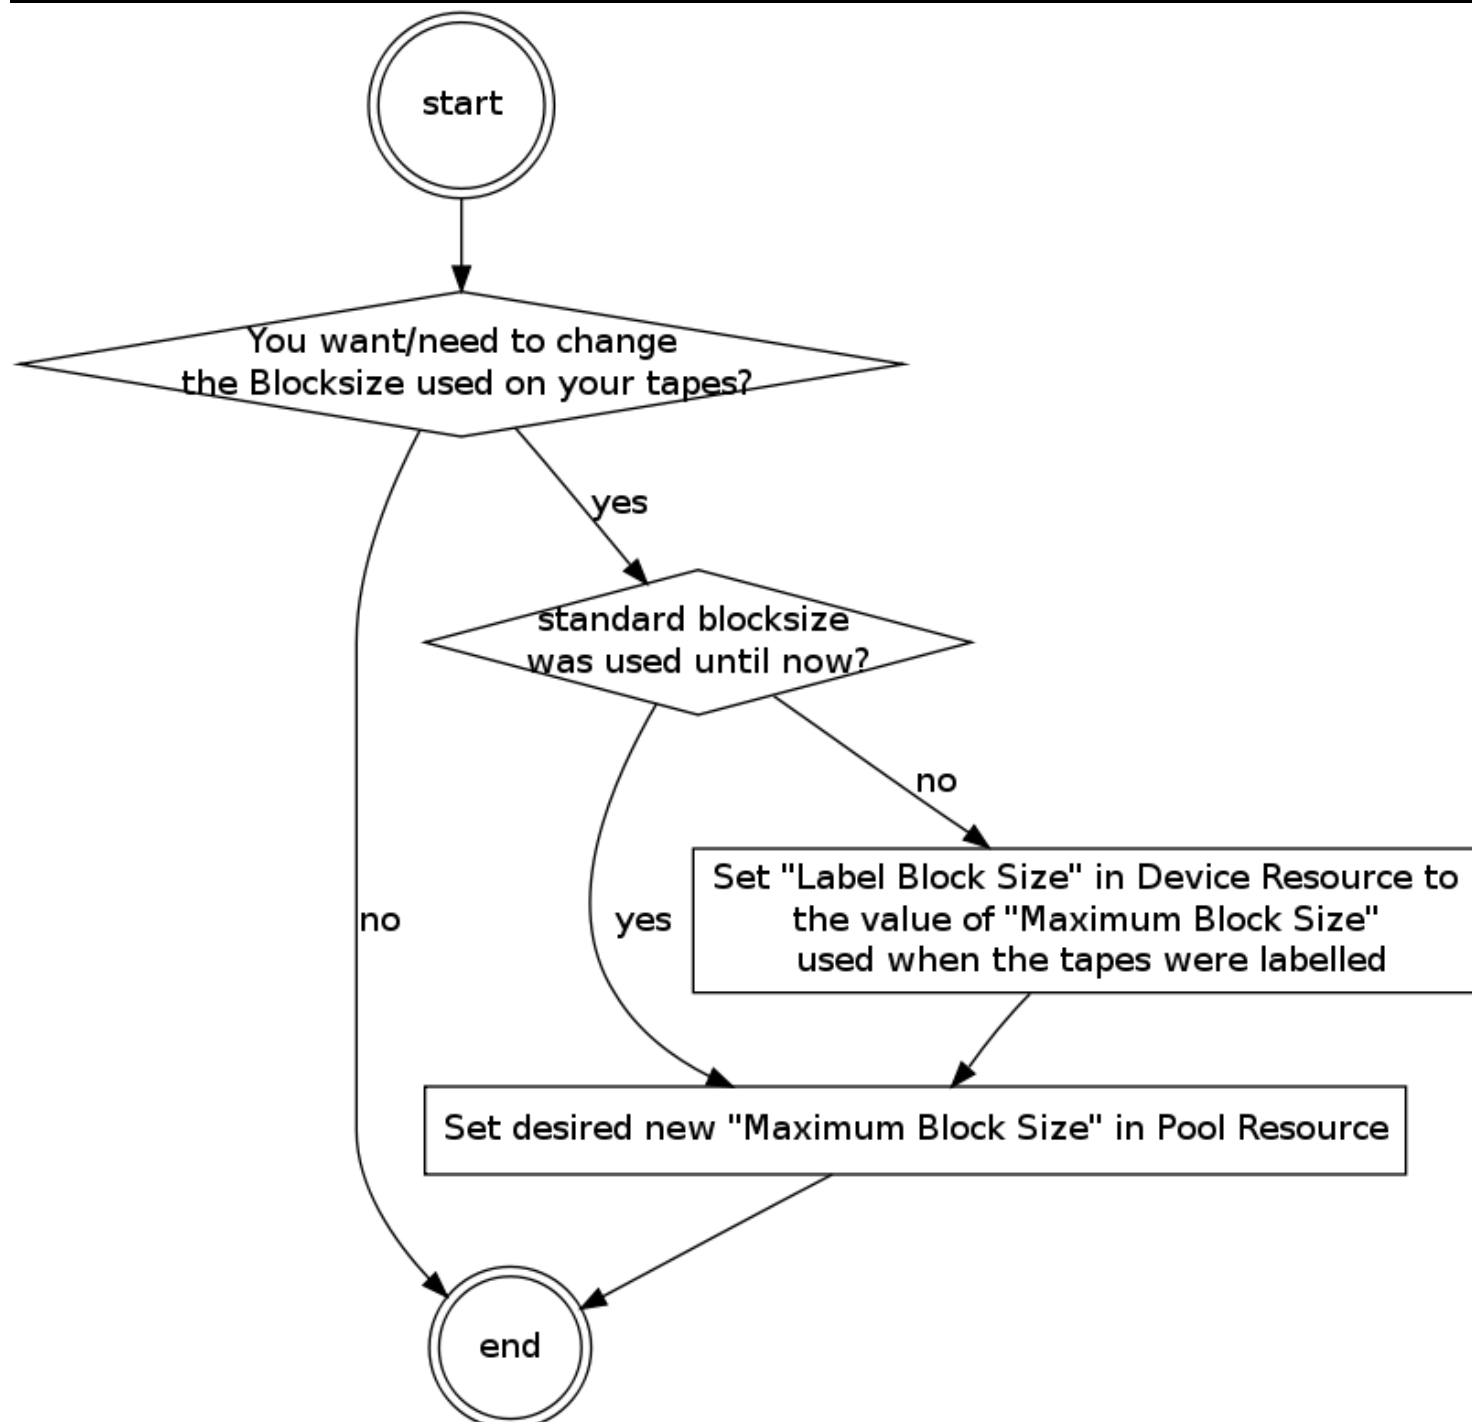 start
You want/need to change
the Blocksize used on your tapes?
yes
standard blocksize
was used until now?
no
Set "Label Block Size" in Device Resource to
the value of "Maximum Block Size"
used when the tapes were labelled
no
yes
Set desired new "Maximum Block Size" in Pool Resource
end